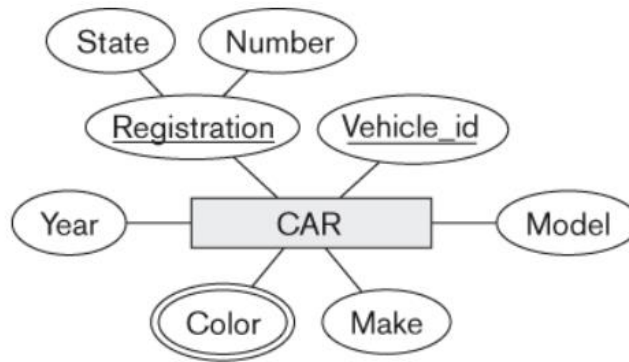 State Number
Registration Vehicle_id
Year CAR Model
Color Make